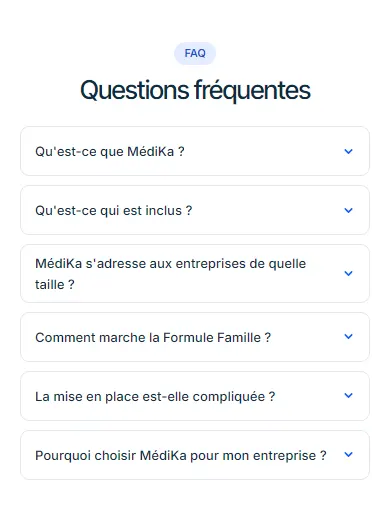 FAQ
Questions fréquentes
Qu'est-ce que MédiKa ?
Qu'est-ce qui est inclus ?
MédiKa s'adresse aux entreprises de quelle
taille ?
Comment marche la Formule Famille ?
La mise en place est-elle compliquée ?
Pourquoi choisir MédiKa pour mon entreprise ?